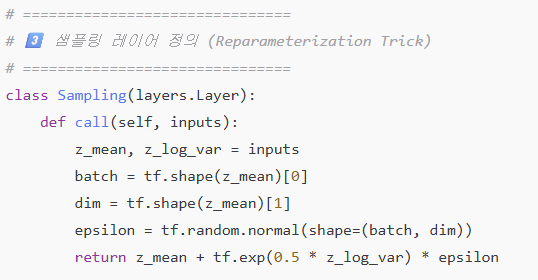 # ==============================
# 3️⃣ 샘플링 레이어 정의 (Reparameterization Trick)
# ==============================
class Sampling(layers.Layer):
    def call(self, inputs):
        z_mean, z_log_var = inputs
        batch = tf.shape(z_mean)[0]
        dim = tf.shape(z_mean)[1]
        epsilon = tf.random.normal(shape=(batch, dim))
        return z_mean + tf.exp(0.5 * z_log_var) * epsilon